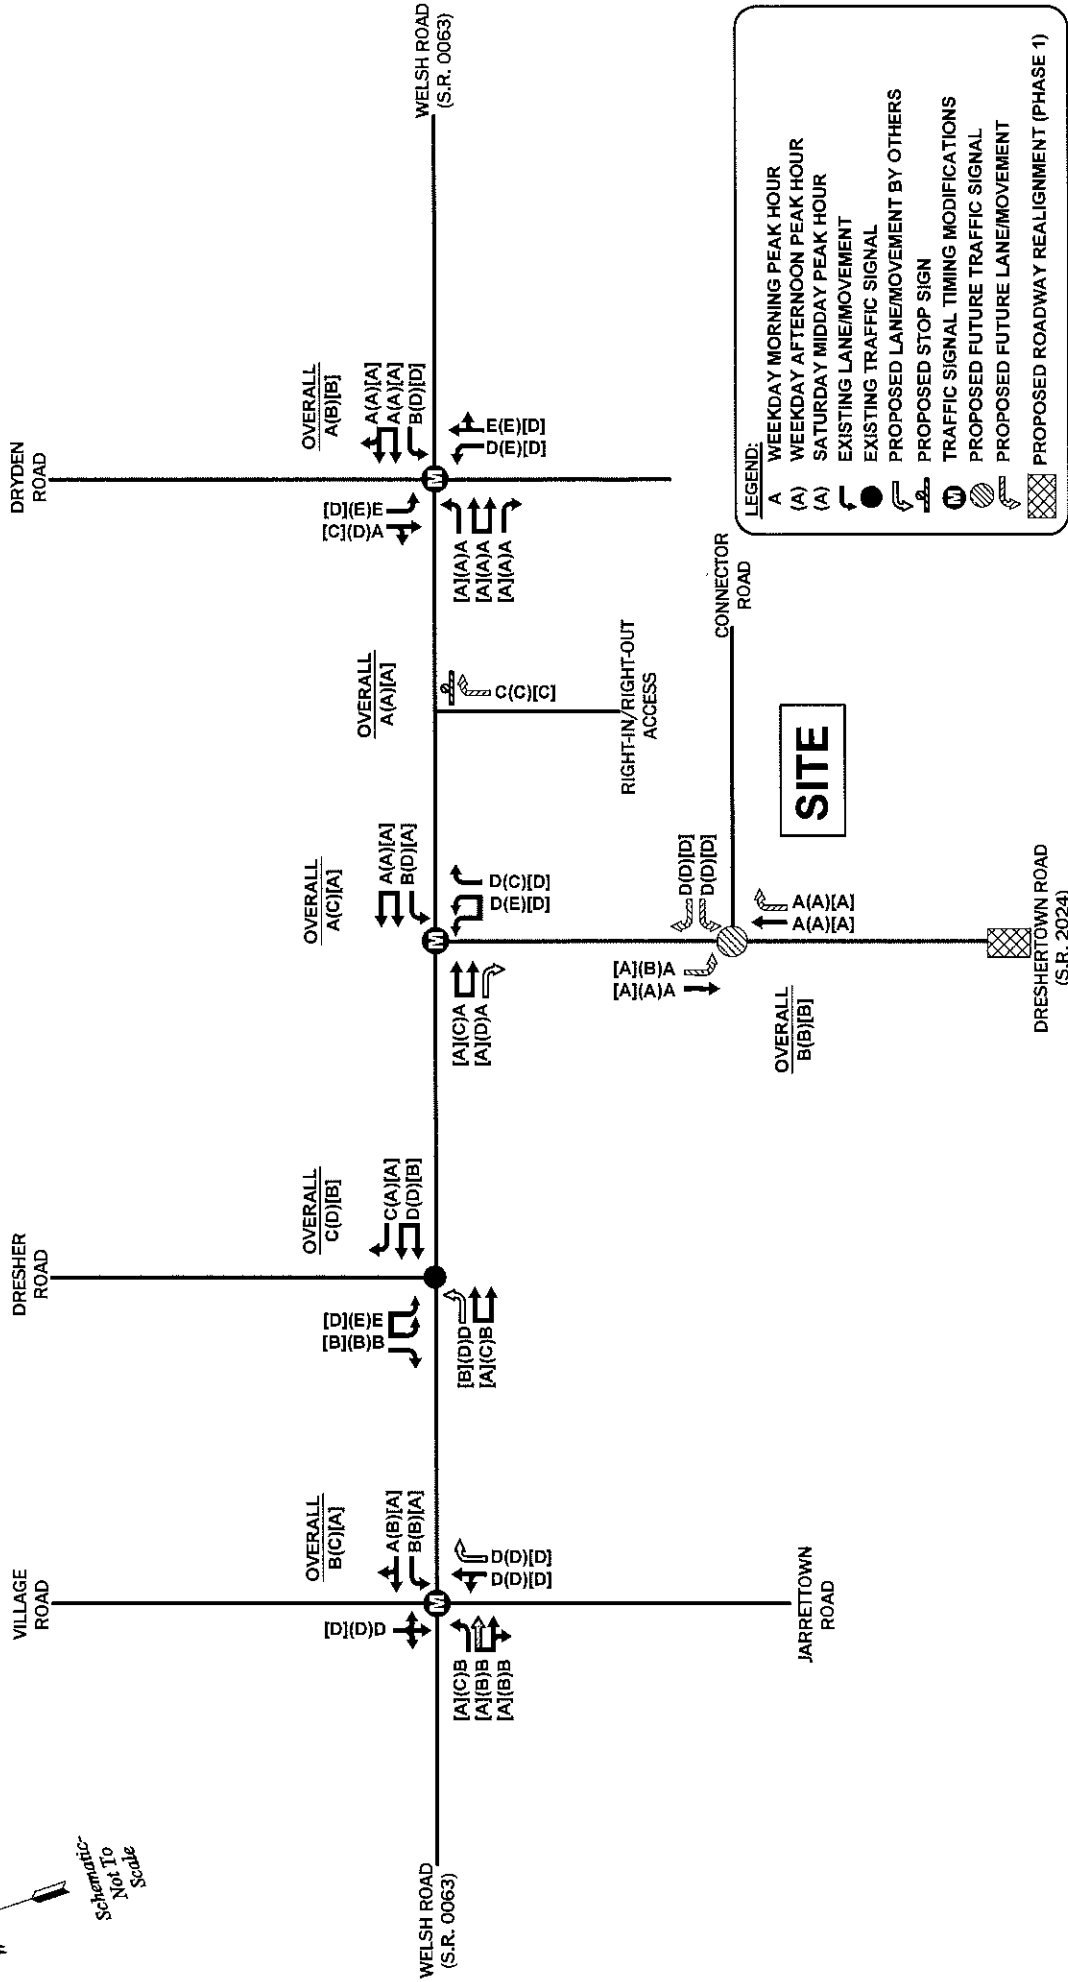 Schematic-
Not To
Scale
VILLAGE
ROAD
DRESHER
ROAD
DRYDEN
ROAD
WELSH ROAD
(S.R. 0063)
WELSH ROAD
(S.R. 0063)
OVERALL
B(C)[A]
A(B)[A]
B(B)[A]
[D](D)D
M
D(D)[D]
D(D)[D]
[A](C)B
[A](B)B
[A](B)B
JARRETTOWN
ROAD
OVERALL
C(D)[B]
C(A)[A]
D(D)[B]
[D](E)E
[B](B)B
[B](D)D
[A](C)B
OVERALL
A(C)[A]
A(A)[A]
B(D)[A]
M
D(C)[D]
D(E)[D]
[A](C)A
[A](D)A
OVERALL
A(A)[A]
C(C)[C]
RIGHT-IN/RIGHT-OUT
ACCESS
OVERALL
A(B)[B]
A(A)[A]
A(A)[A]
B(D)[D]
[D](E)E
[C](D)A
M
E(E)[D]
D(E)[D]
[A](A)A
[A](A)A
[A](A)A
D(D)[D]
D(D)[D]
[A](B)A
[A](A)A
A(A)[A]
A(A)[A]
OVERALL
B(B)[B]
CONNECTOR
ROAD
SITE
DRESHERTOWN ROAD
(S.R. 2024)
LEGEND:
A WEEKDAY MORNING PEAK HOUR
(A) WEEKDAY AFTERNOON PEAK HOUR
(A) SATURDAY MIDDAY PEAK HOUR
EXISTING LANE/MOVEMENT
EXISTING TRAFFIC SIGNAL
PROPOSED LANE/MOVEMENT BY OTHERS
PROPOSED STOP SIGN
M TRAFFIC SIGNAL TIMING MODIFICATIONS
PROPOSED FUTURE TRAFFIC SIGNAL
PROPOSED FUTURE LANE/MOVEMENT
PROPOSED ROADWAY REALIGNMENT (PHASE 1)